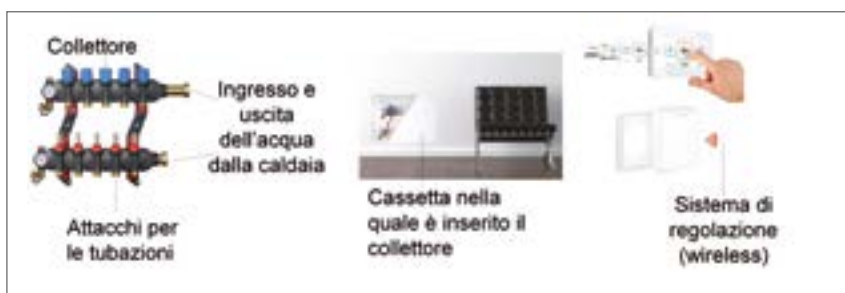 Collettore
Ingresso e
uscita
dell'acqua
dalla caldaia
Attacchi per
le tubazioni
Cassetta nella
quale è inserito il
collettore
Sistema di
regolazione
(wireless)